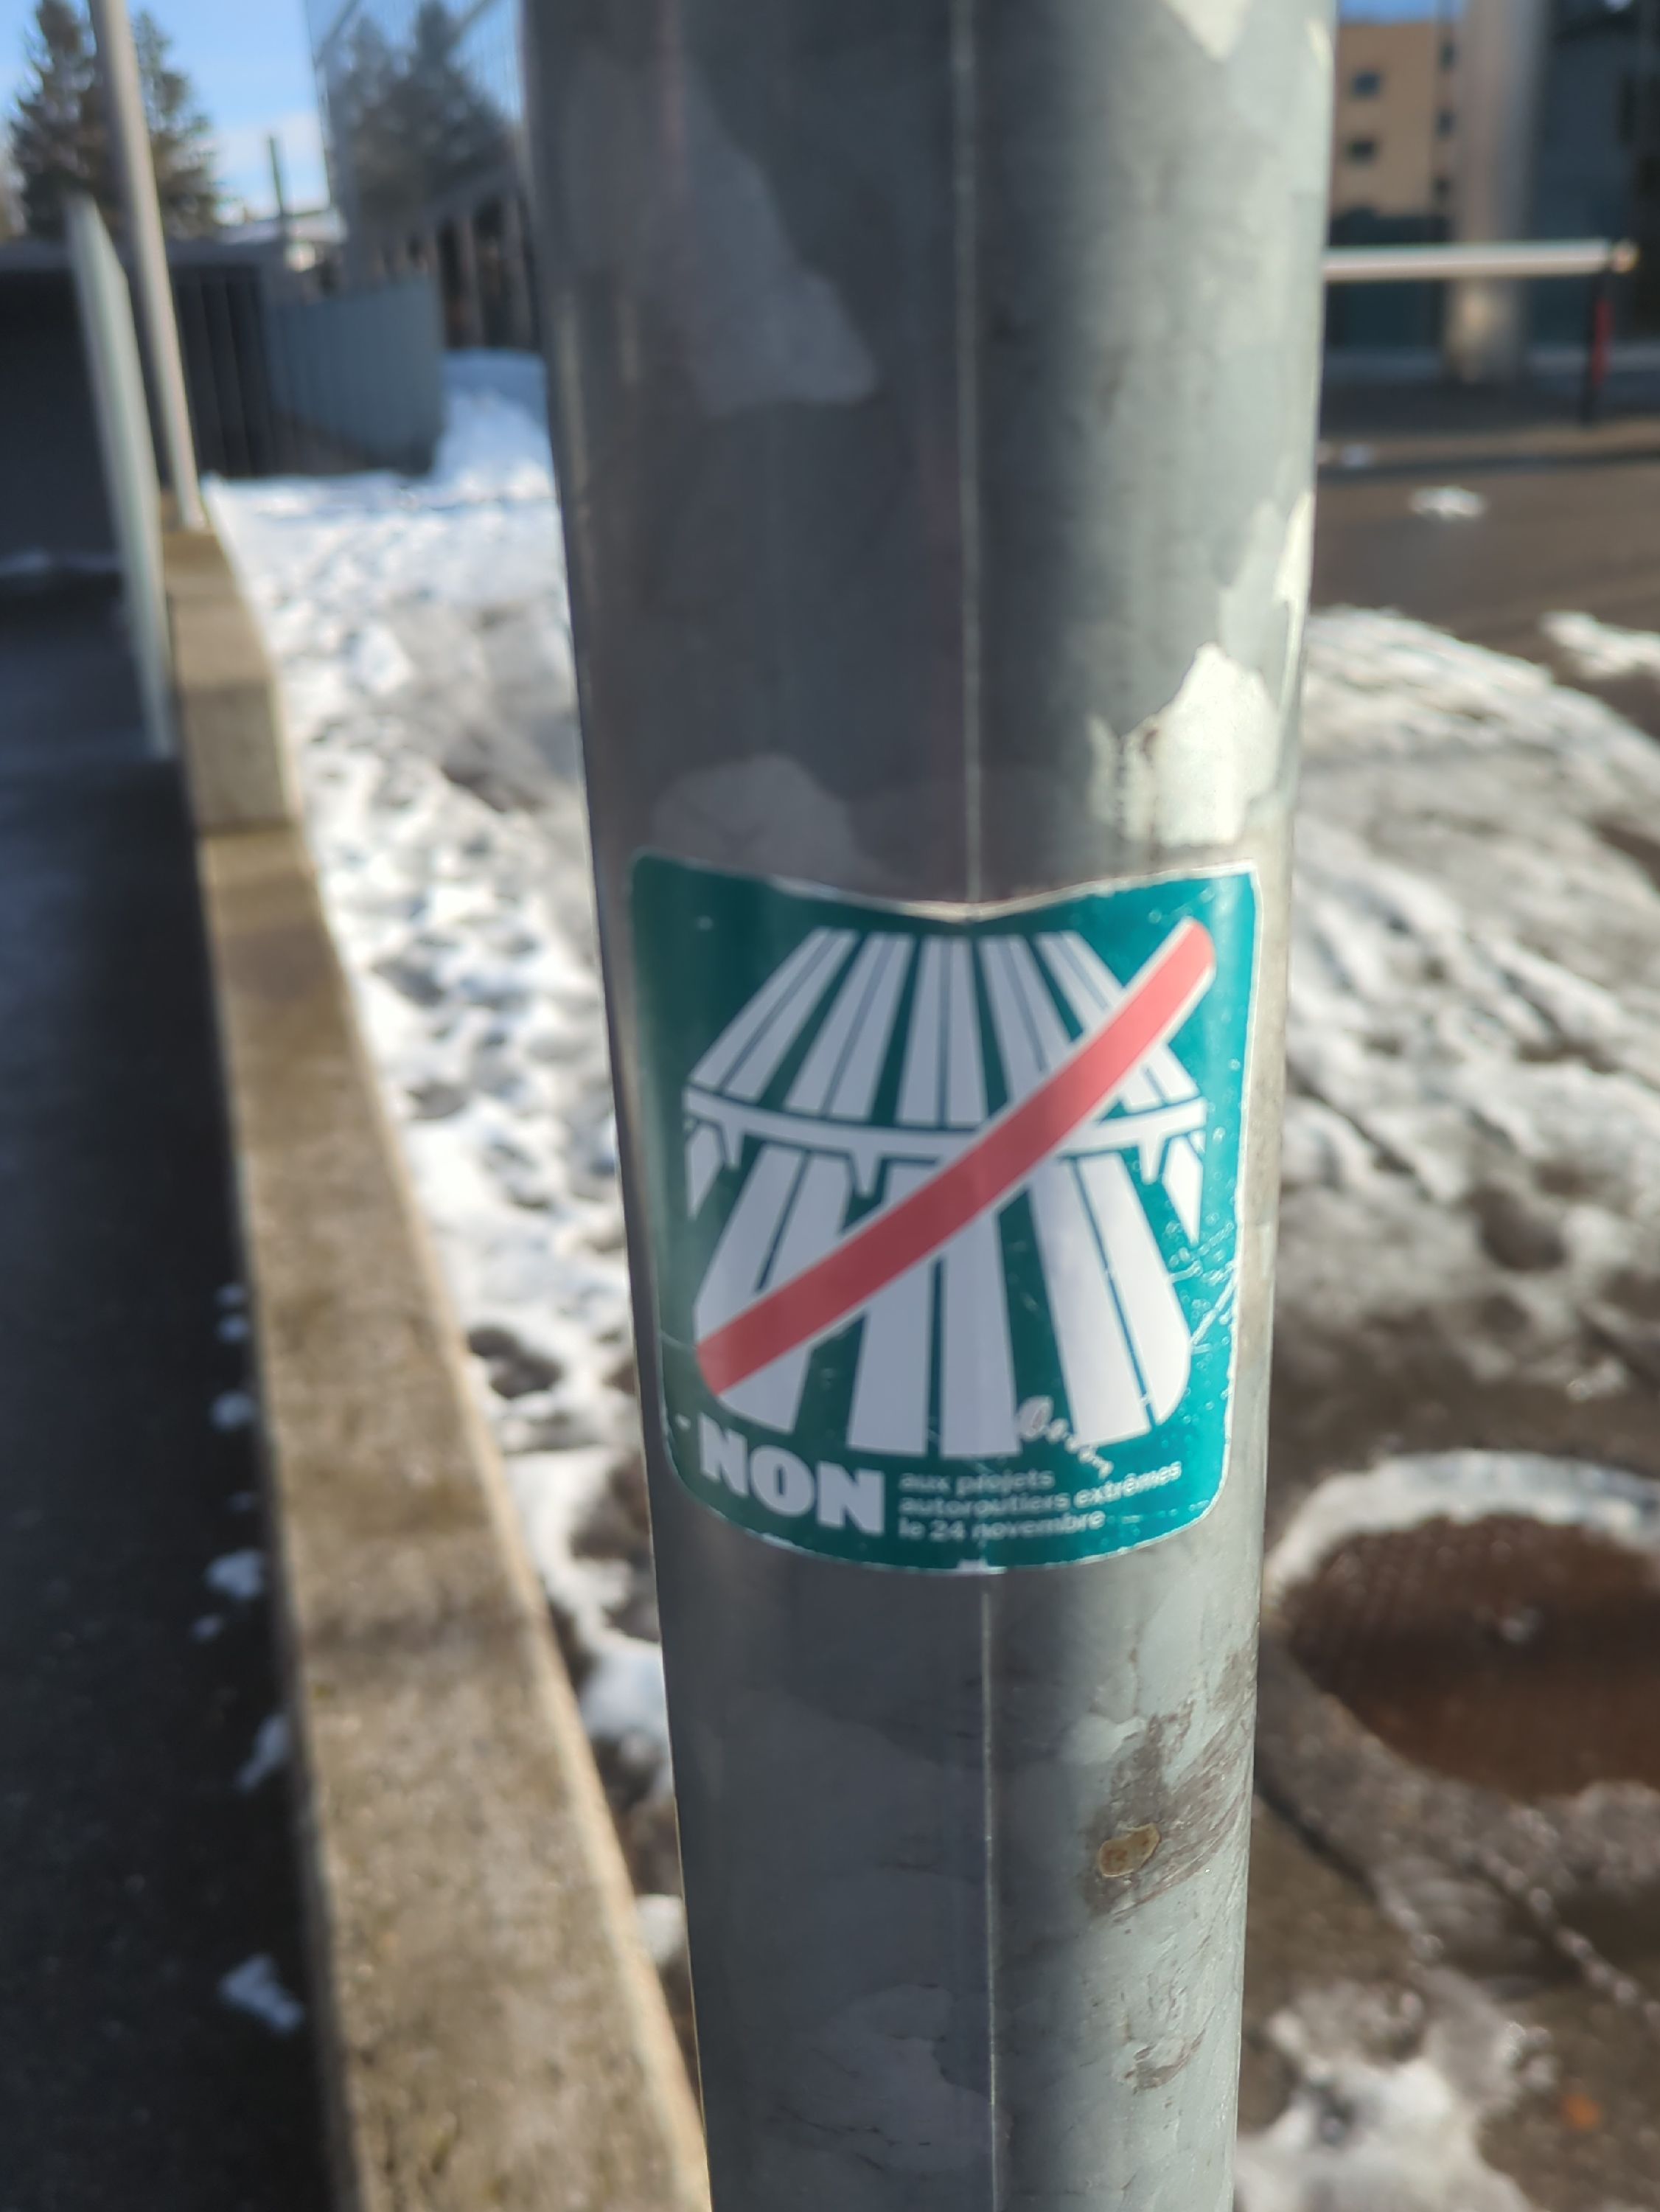 NON
aux projets
autoroutiers extrêmes
le 24 novembre